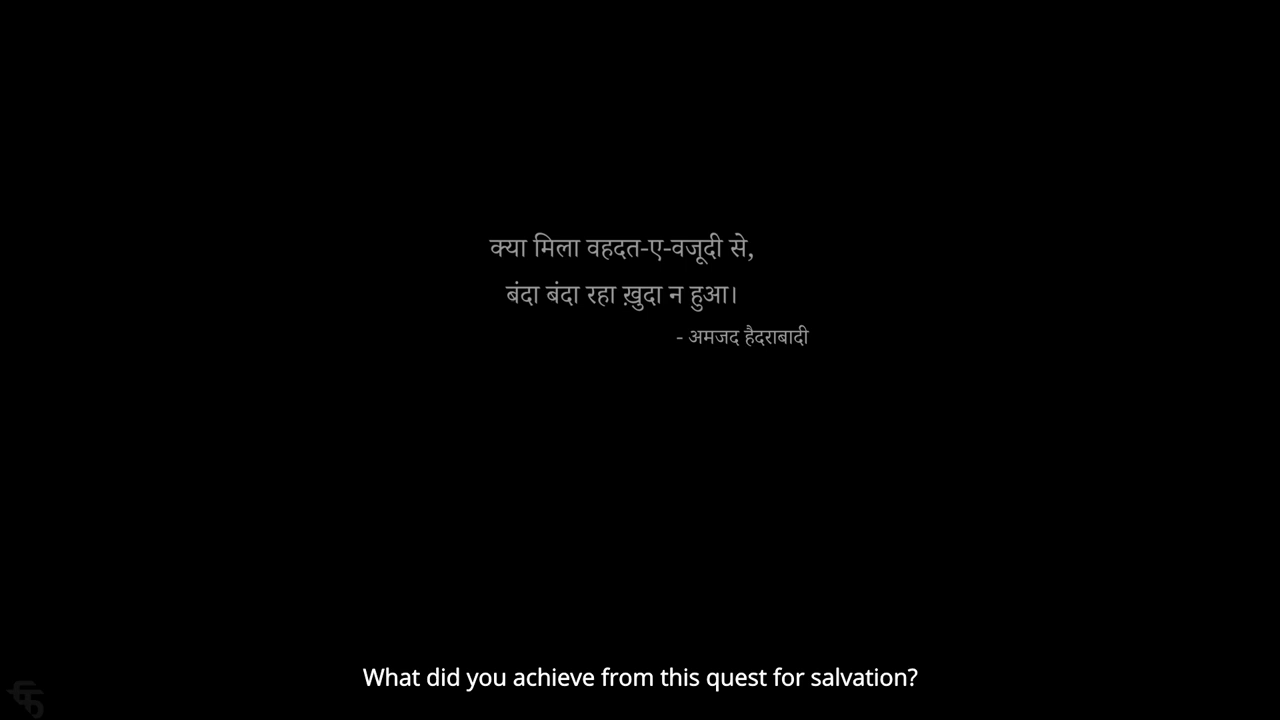 क्या मिला वहदत-ए-वजूदी से,
बंदा बंदा रहा ख़ुदा न हुआ।
- अमजद हैदराबादी
What did you achieve from this quest for salvation?